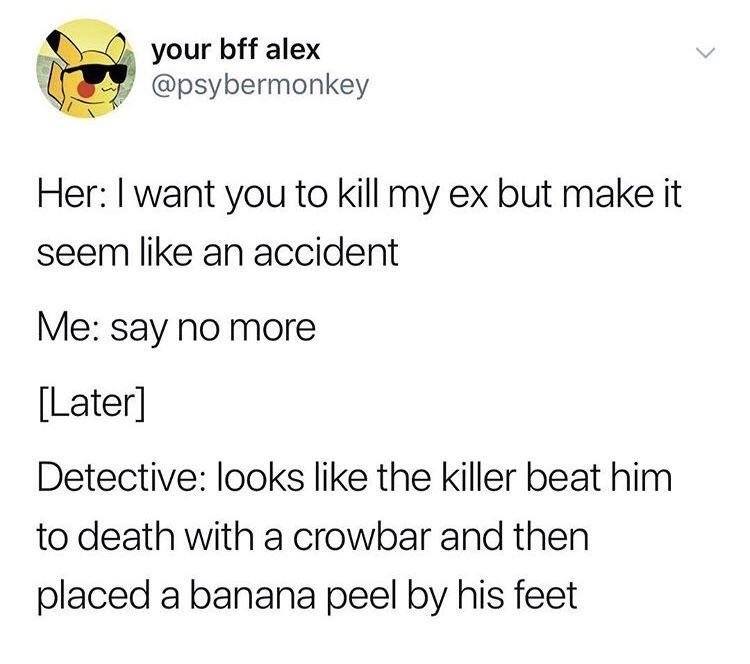 your bff alex
@psybermonkey
Her: I want you to kill my ex but make it
seem like an accident
Me: say no more
[Later]
Detective: looks like the killer beat him
to death with a crowbar and then
placed a banana peel by his feet